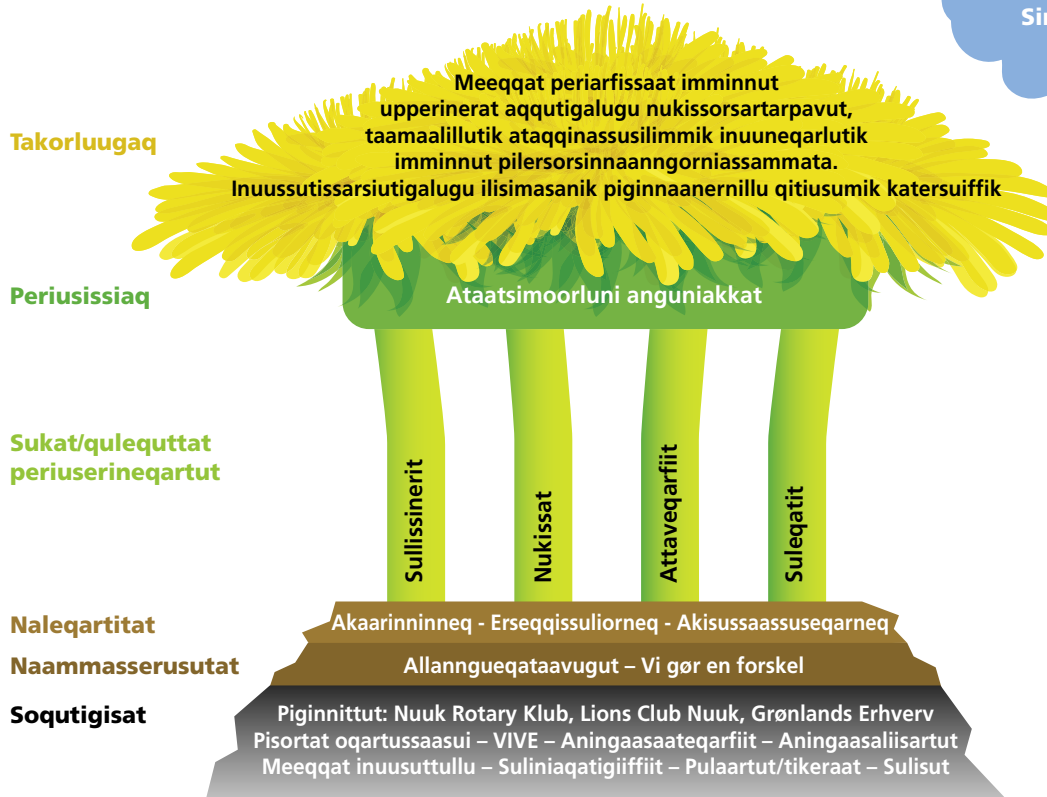 Takorluugaq
Meeqqat periarfissaat imminnut
upperinerat aqqutigalugu nukissorsartarpavut,
taamaalillutik ataqqinassusilimmik inuuneqarlutik
imminnut pilersorsinnaanngorniassammata.
Inuussutissarsiutigalugu ilisimasanik piginnaanernillu qitiusumik katersuiffik
Periusissiaq
Ataatsimoorluni anguniakkat
Sukat/qulequttat
periuserineqartut
Sullissinerit
Nukissat
Attaveqarfiit
Suleqatit
Naleqartitat
Akaarinninneq - Erseqqissuliorneq - Akisussaassuseqarneq
Naammasserusutat
Allanngueqataavugut – Vi gør en forskel
Soqutigisat
Piginnittut: Nuuk Rotary Klub, Lions Club Nuuk, Grønlands Erhverv
Pisortat oqartussaasui – VIVE – Aningaasaateqarfiit – Aningaasaliisartut
Meeqqat inuusuttullu – Suliniaqatigiiffiit – Pulaartut/tikeraat – Sulisut